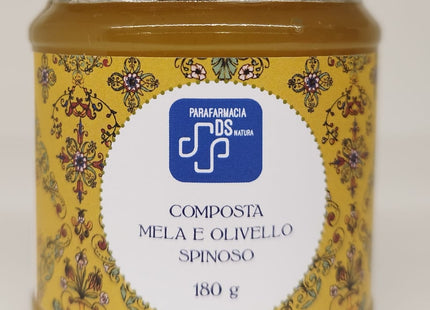 PARAFARMACIA
DS
NATURA
COMPOSTA
MELA E OLIVELLO
SPINOSO
180 g